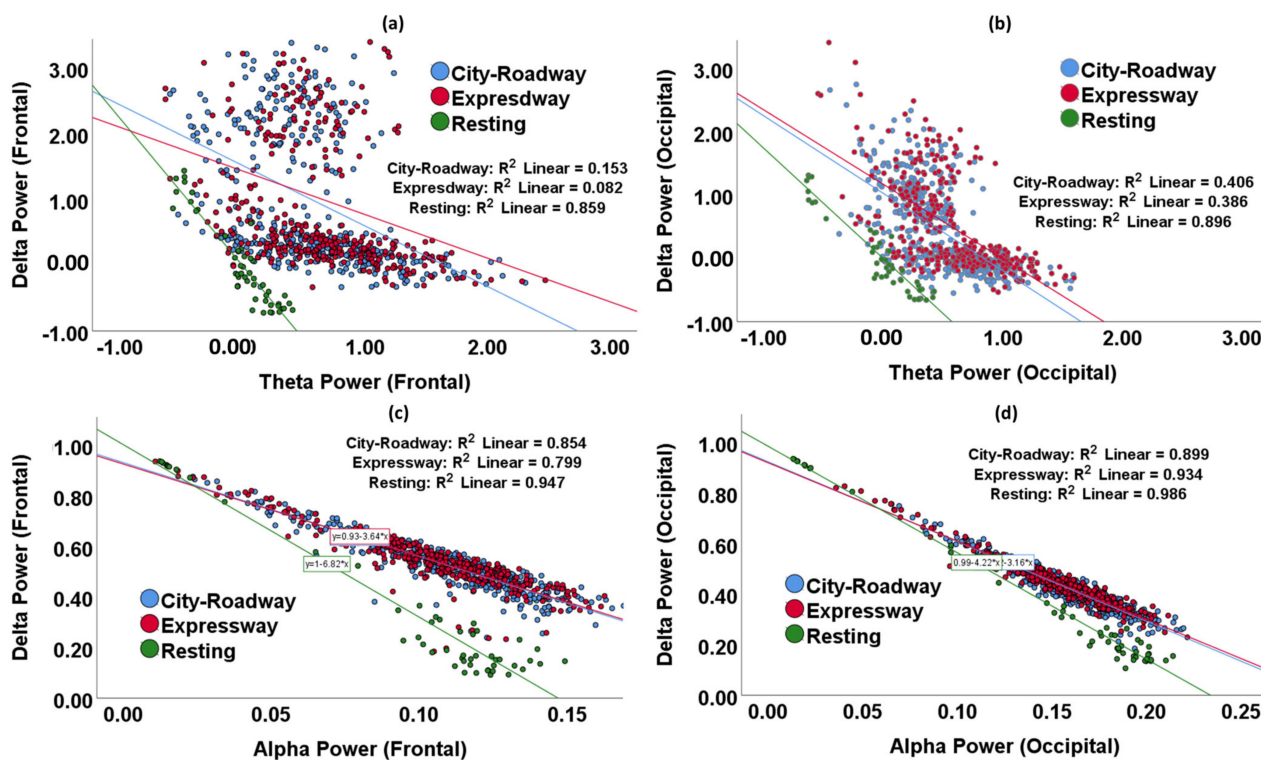 (a)
Delta Power (Frontal)
3.00
2.00
1.00
0.00
-1.00
City-Roadway
Expresdway
Resting
City-Roadway: R² Linear = 0.153
Expresdway: R² Linear = 0.082
Resting: R² Linear = 0.859
-1.00 0.00 1.00 2.00 3.00
Theta Power (Frontal)
(b)
Delta Power (Occipital)
3.00
2.00
1.00
0.00
-1.00
City-Roadway
Expressway
Resting
City-Roadway: R² Linear = 0.406
Expressway: R² Linear = 0.386
Resting: R² Linear = 0.896
-1.00 0.00 1.00 2.00 3.00
Theta Power (Occipital)
(c)
Delta Power (Frontal)
1.00
0.80
0.60
0.40
0.20
0.00
City-Roadway: R² Linear = 0.854
Expressway: R² Linear = 0.799
Resting: R² Linear = 0.947
y=0.93-3.64*x
y=1-6.82*x
City-Roadway
Expressway
Resting
0.00 0.05 0.10 0.15
Alpha Power (Frontal)
(d)
Delta Power (Occipital)
1.00
0.80
0.60
0.40
0.20
0.00
City-Roadway: R² Linear = 0.899
Expressway: R² Linear = 0.934
Resting: R² Linear = 0.986
0.99-4.22*x -3.16*x
City-Roadway
Expressway
Resting
0.00 0.05 0.10 0.15 0.20 0.25
Alpha Power (Occipital)